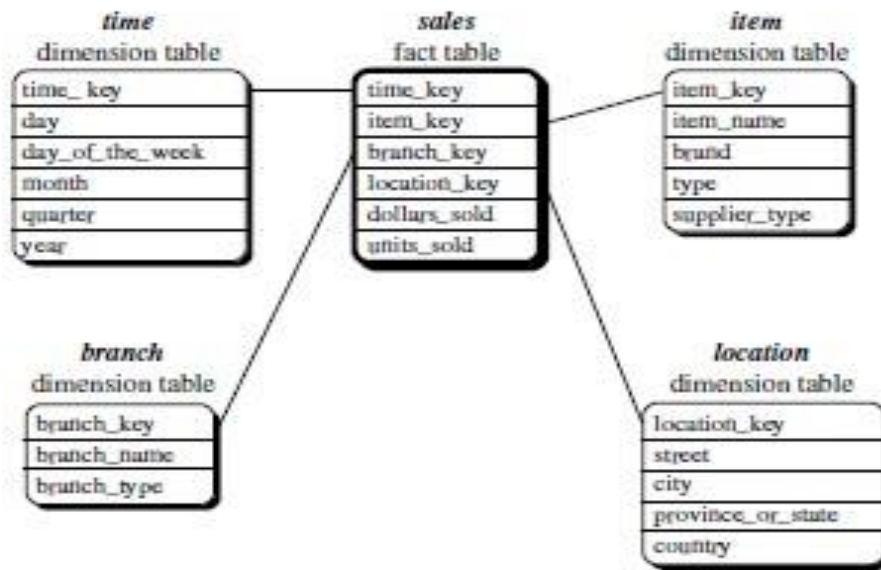 time
dimension table
time_ key
day
day_of_the_week
month
quarter
year
sales
fact table
time_key
item_key
branch_key
location_key
dollars_sold
units_sold
item
dimension table
item_key
item_name
brand
type
supplier_type
branch
dimension table
branch_key
branch_name
branch_type
location
dimension table
location_key
street
city
province_or_state
country